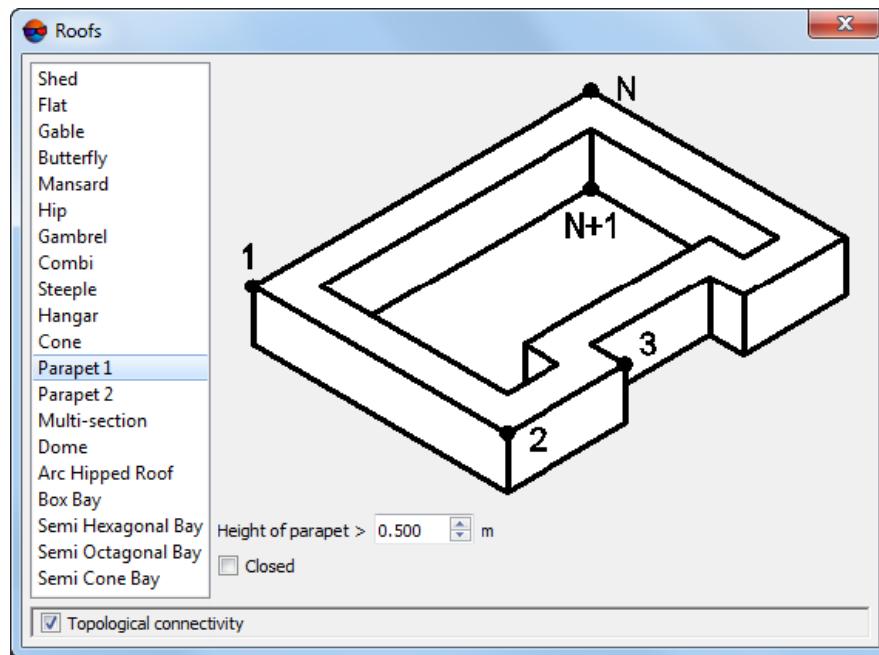 Roofs
Shed
Flat
Gable
Butterfly
Mansard
Hip
Gambrel
Combi
Steeple
Hangar
Cone
Parapet 1
Parapet 2
Multi-section
Dome
Arc Hipped Roof
Box Bay
Semi Hexagonal Bay
Semi Octagonal Bay
Semi Cone Bay
N
N+1
1
3
2
Height of parapet > 0.500 m
Closed
Topological connectivity